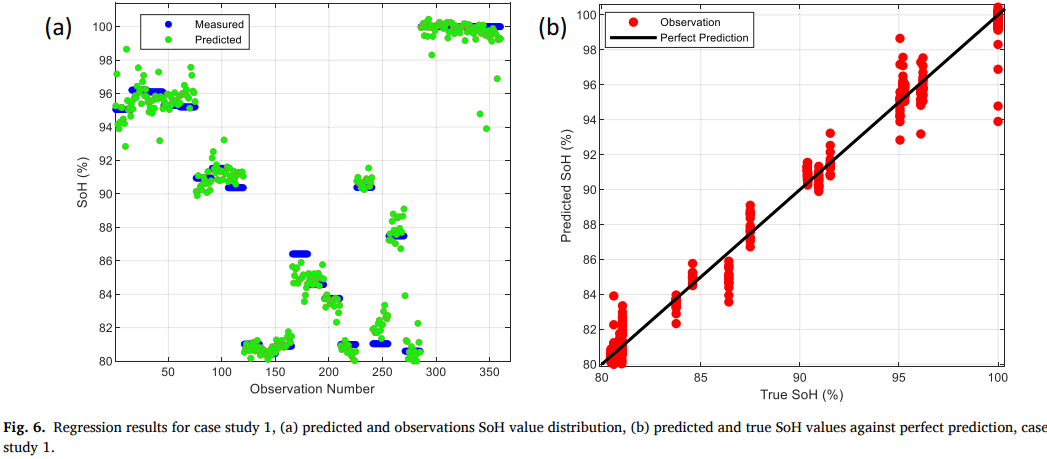 (a)
Measured
Predicted
100
98
96
94
92
90
88
86
84
82
80
SoH (%)
50
100
150
200
250
300
350
Observation Number
(b)
Observation
Perfect Prediction
100
98
96
94
92
90
88
86
84
82
80
Predicted SoH (%)
80
85
90
95
100
True SoH (%)
Fig. 6. Regression results for case study 1, (a) predicted and observations SoH value distribution, (b) predicted and true SoH values against perfect prediction, case
study 1.